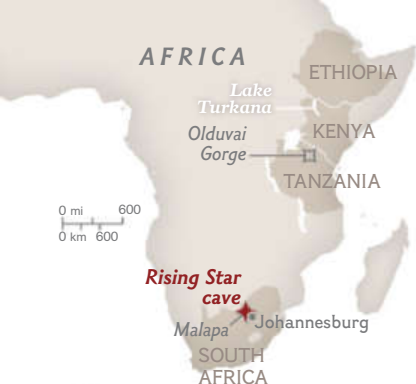 AFRICA
ETHIOPIA
Lake
Turkana
Olduvai
Gorge
KENYA
TANZANIA
0 mi 600
0 km 600
Rising Star
cave
Malapa
Johannesburg
SOUTH
AFRICA